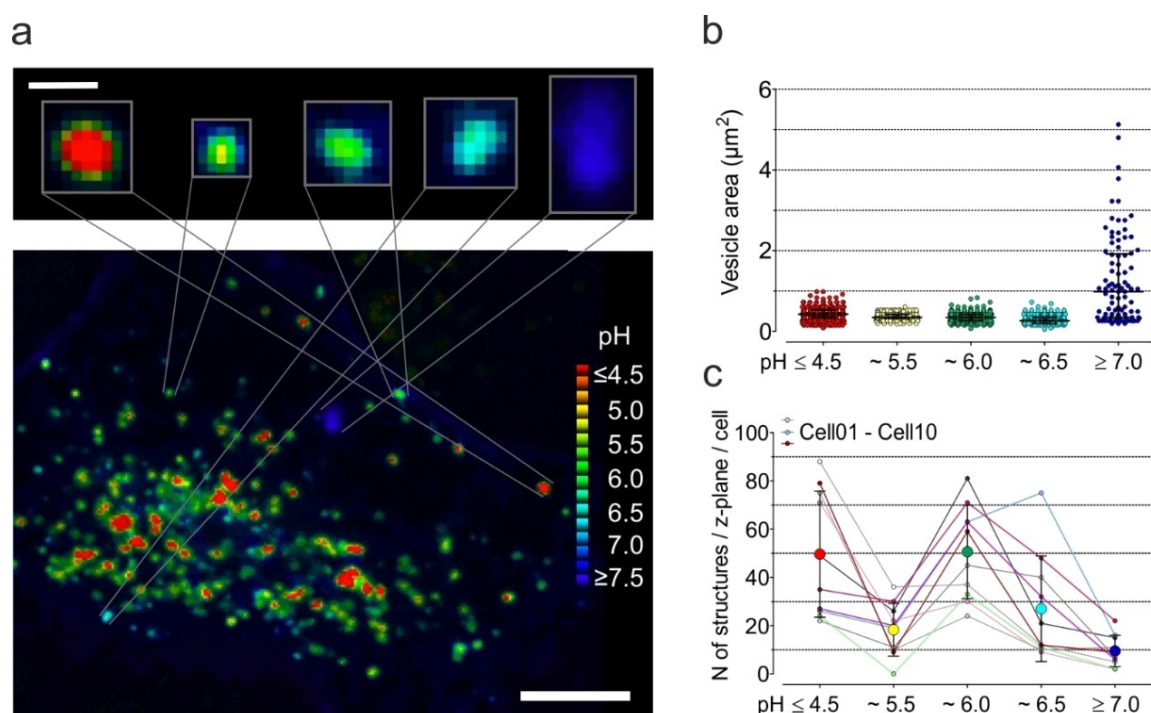 a
pH
≤4.5
5.0
5.5
6.0
6.5
7.0
≥7.5
b
Vesicle area (µm²)
6
4
2
0
pH ≤ 4.5 ~ 5.5 ~ 6.0 ~ 6.5 ≥ 7.0
c
N of structures / z-plane / cell
Cell01 - Cell10
100
80
60
40
20
0
pH ≤ 4.5 ~ 5.5 ~ 6.0 ~ 6.5 ≥ 7.0